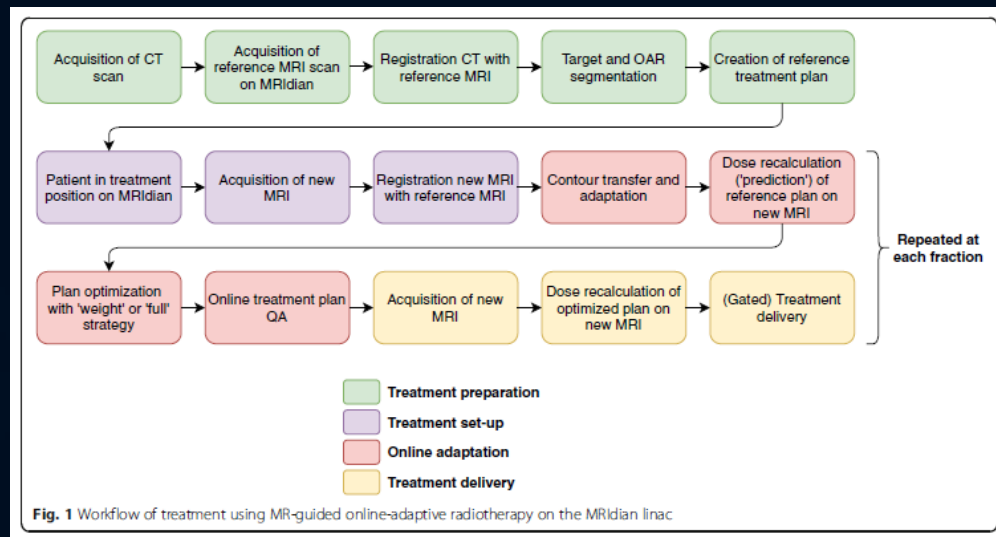 Acquisition of CT
scan
Acquisition of
reference MRI scan
on MRIdian
Registration CT with
reference MRI
Target and OAR
segmentation
Creation of reference
treatment plan
Patient in treatment
position on MRIdian
Acquisition of new
MRI
Registration new MRI
with reference MRI
Contour transfer and
adaptation
Dose recalculation
('prediction') of
reference plan on
new MRI
Repeated at
each fraction
Plan optimization
with 'weight' or 'full'
strategy
Online treatment plan
QA
Acquisition of new
MRI
Dose recalculation of
optimized plan on
new MRI
(Gated) Treatment
delivery
Treatment preparation
Treatment set-up
Online adaptation
Treatment delivery
Fig. 1 Workflow of treatment using MR-guided online-adaptive radiotherapy on the MRIdian linac